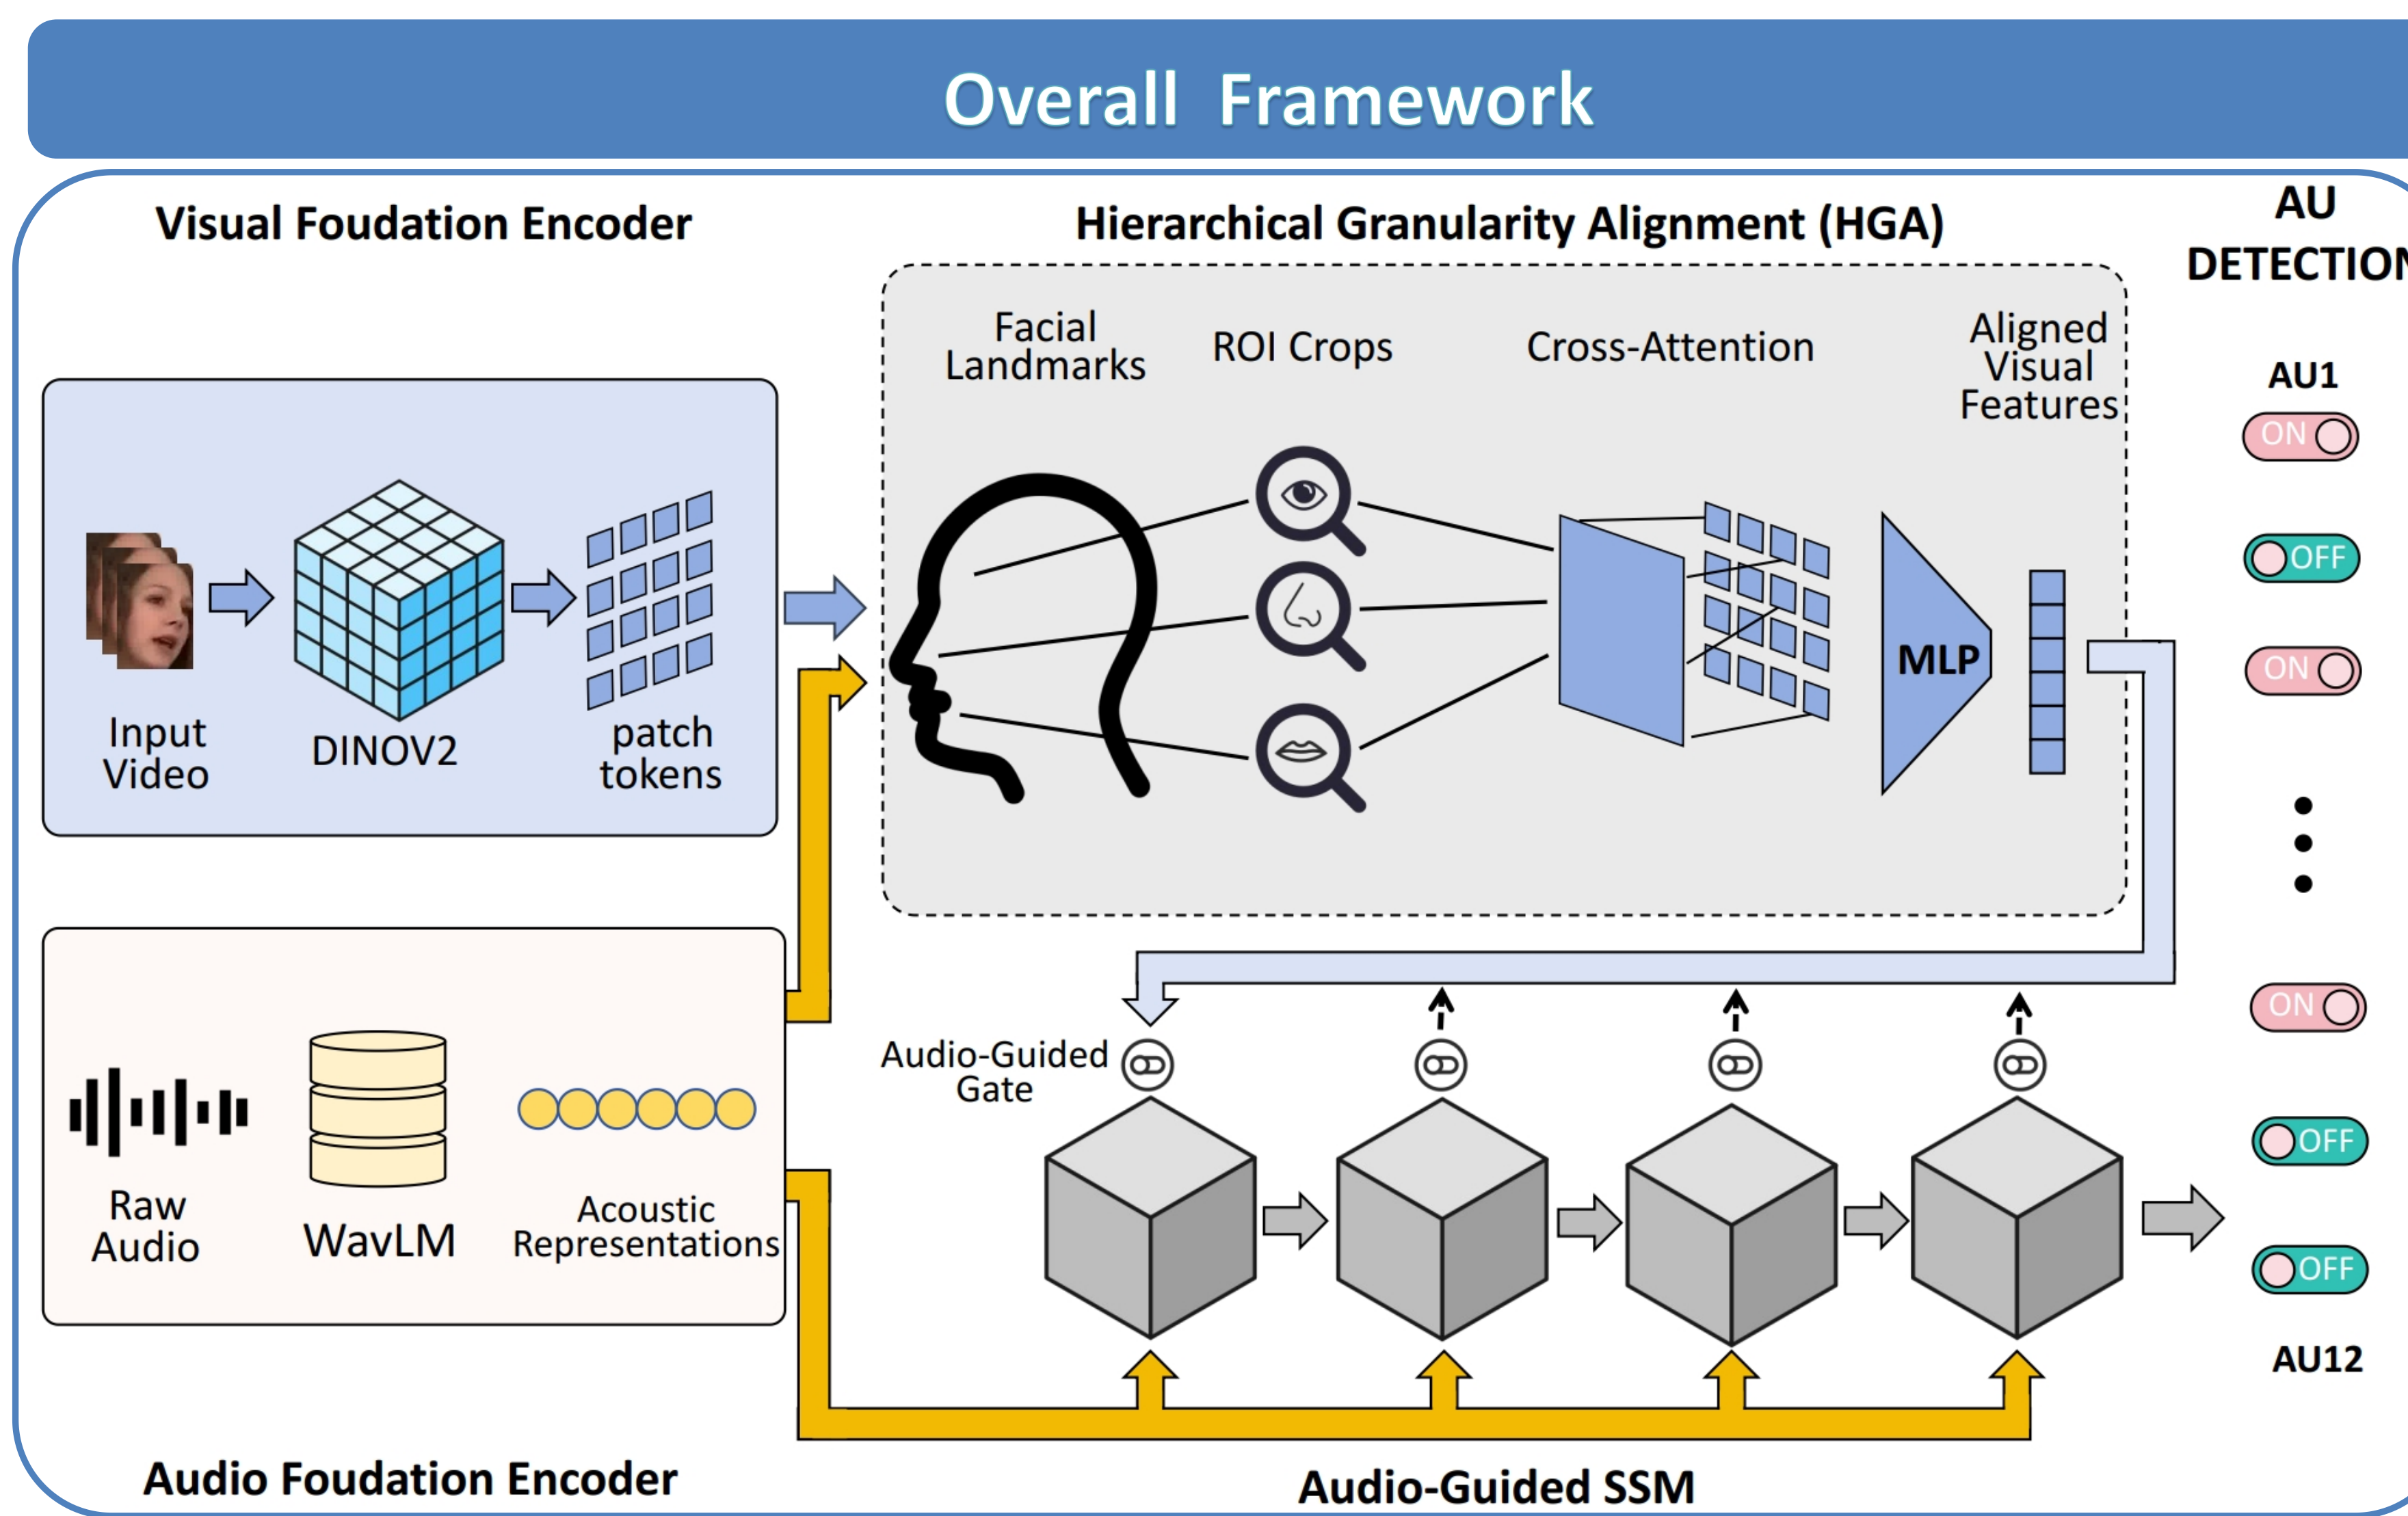 Overall Framework
Visual Foudation Encoder
Input
Video
DINOV2
patch
tokens
Hierarchical Granularity Alignment (HGA)
Facial
Landmarks
ROI Crops
Cross-Attention
Aligned
Visual
Features
MLP
Raw
Audio
WavLM
Acoustic
Representations
Audio Foudation Encoder
Audio-Guided
Gate
Audio-Guided SSM
AU
DETECTION
AU1
ON
OFF
ON
ON
OFF
OFF
AU12